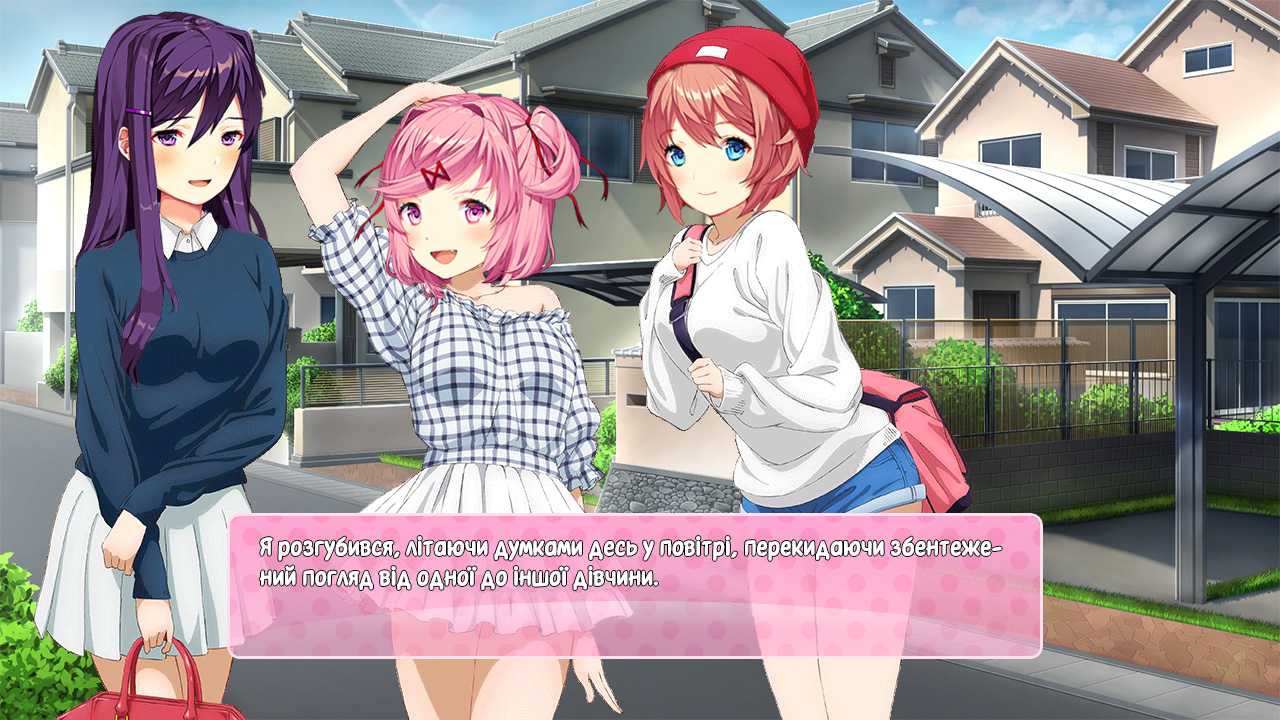 Я розгубився, літаючи думками десь у повітрі, перекидаючи збентеже-
ний погляд від одної до іншої дівчини.